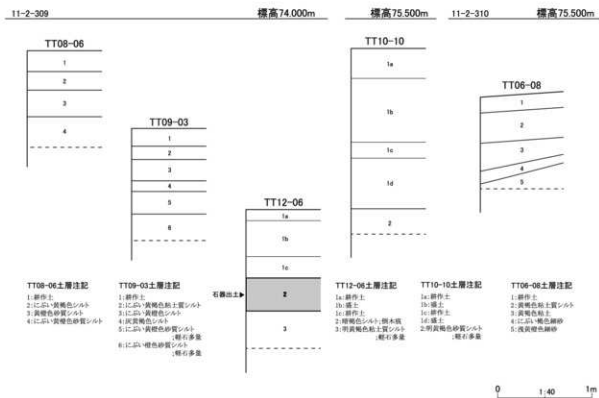 11-2-309 標高74.000m 標高75.500m 11-2-310 標高75.500m
TT08-06
1
2
3
4
TT09-03
1
2
3
4
5
6
TT12-06
1a
1b
1c
石器出土▶ 2
3
TT10-10
1a
1b
1c
1d
2
TT06-08
1
2
3
4
5
TT08-06土層注記
1:耕作土
2:にぶい黄褐色シルト
3:黄橙色砂質シルト
4:にぶい黄橙色砂質シルト
TT09-03土層注記
1:耕作土
2:にぶい黄褐色粘土質シルト
3:にぶい黄橙色シルト
4:灰黄褐色シルト
5:にぶい黄橙色砂質シルト
;軽石多量
6:にぶい橙色砂質シルト
;軽石多量
TT12-06土層注記
1a:耕作土
1b:盛土
1c:耕作土
2:暗褐色シルト;倒木痕
3:明黄褐色粘土質シルト
;軽石多量
TT10-10土層注記
1a:耕作土
1b:盛土
1c:耕作土
1d:盛土
2:明黄褐色砂質シルト
;軽石多量
TT06-08土層注記
1:耕作土
2:黄褐色粘土質シルト
3:黄褐色粘土
4:にぶい褐色細砂
5:浅黄橙色細砂
0 1:40 1m